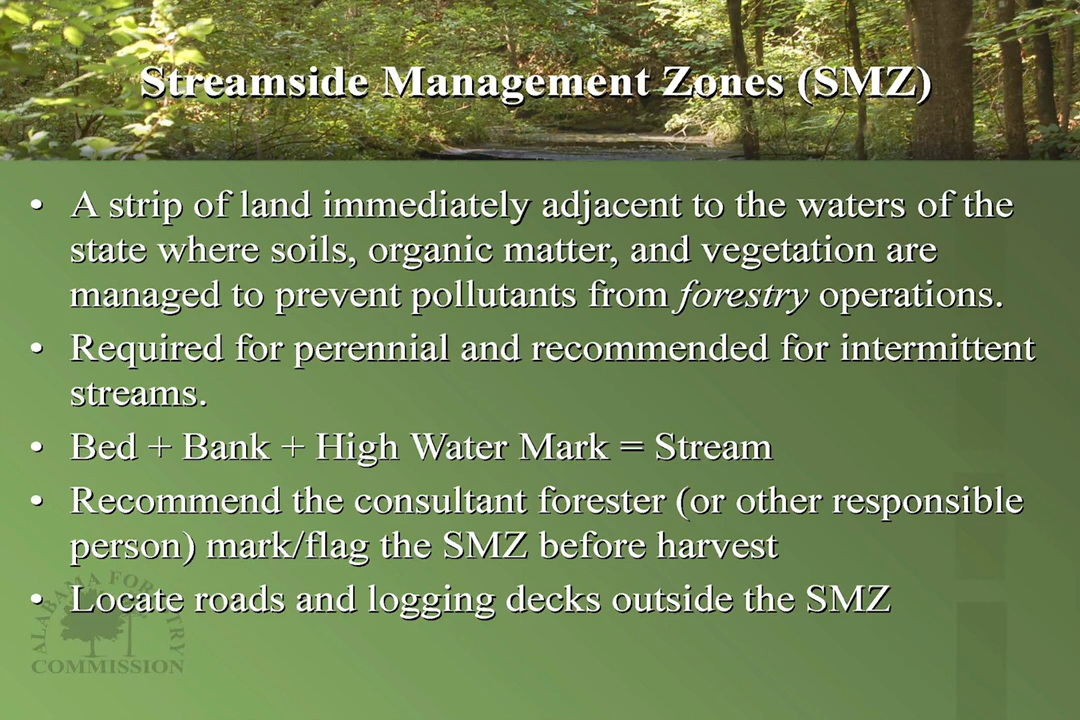 Streamside Management Zones (SMZ)
• A strip of land immediately adjacent to the waters of the
state where soils, organic matter, and vegetation are
managed to prevent pollutants from forestry operations.
• Required for perennial and recommended for intermittent
streams.
• Bed + Bank + High Water Mark = Stream
• Recommend the consultant forester (or other responsible
person) mark/flag the SMZ before harvest
• Locate roads and logging decks outside the SMZ
ALABAMA FORESTRY
COMMISSION